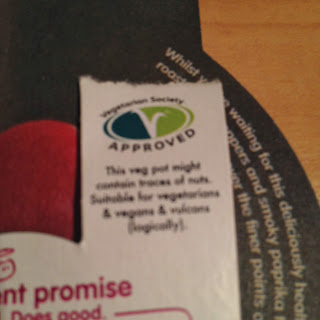 Vegetarian Society
APPROVED
This veg pot might
contain traces of nuts.
Suitable for vegetarians
& vegans & vulcans
(logically).
Whilst waiting for this deliciously
peppers and smoky paprika
the finer points
promise
Does good.